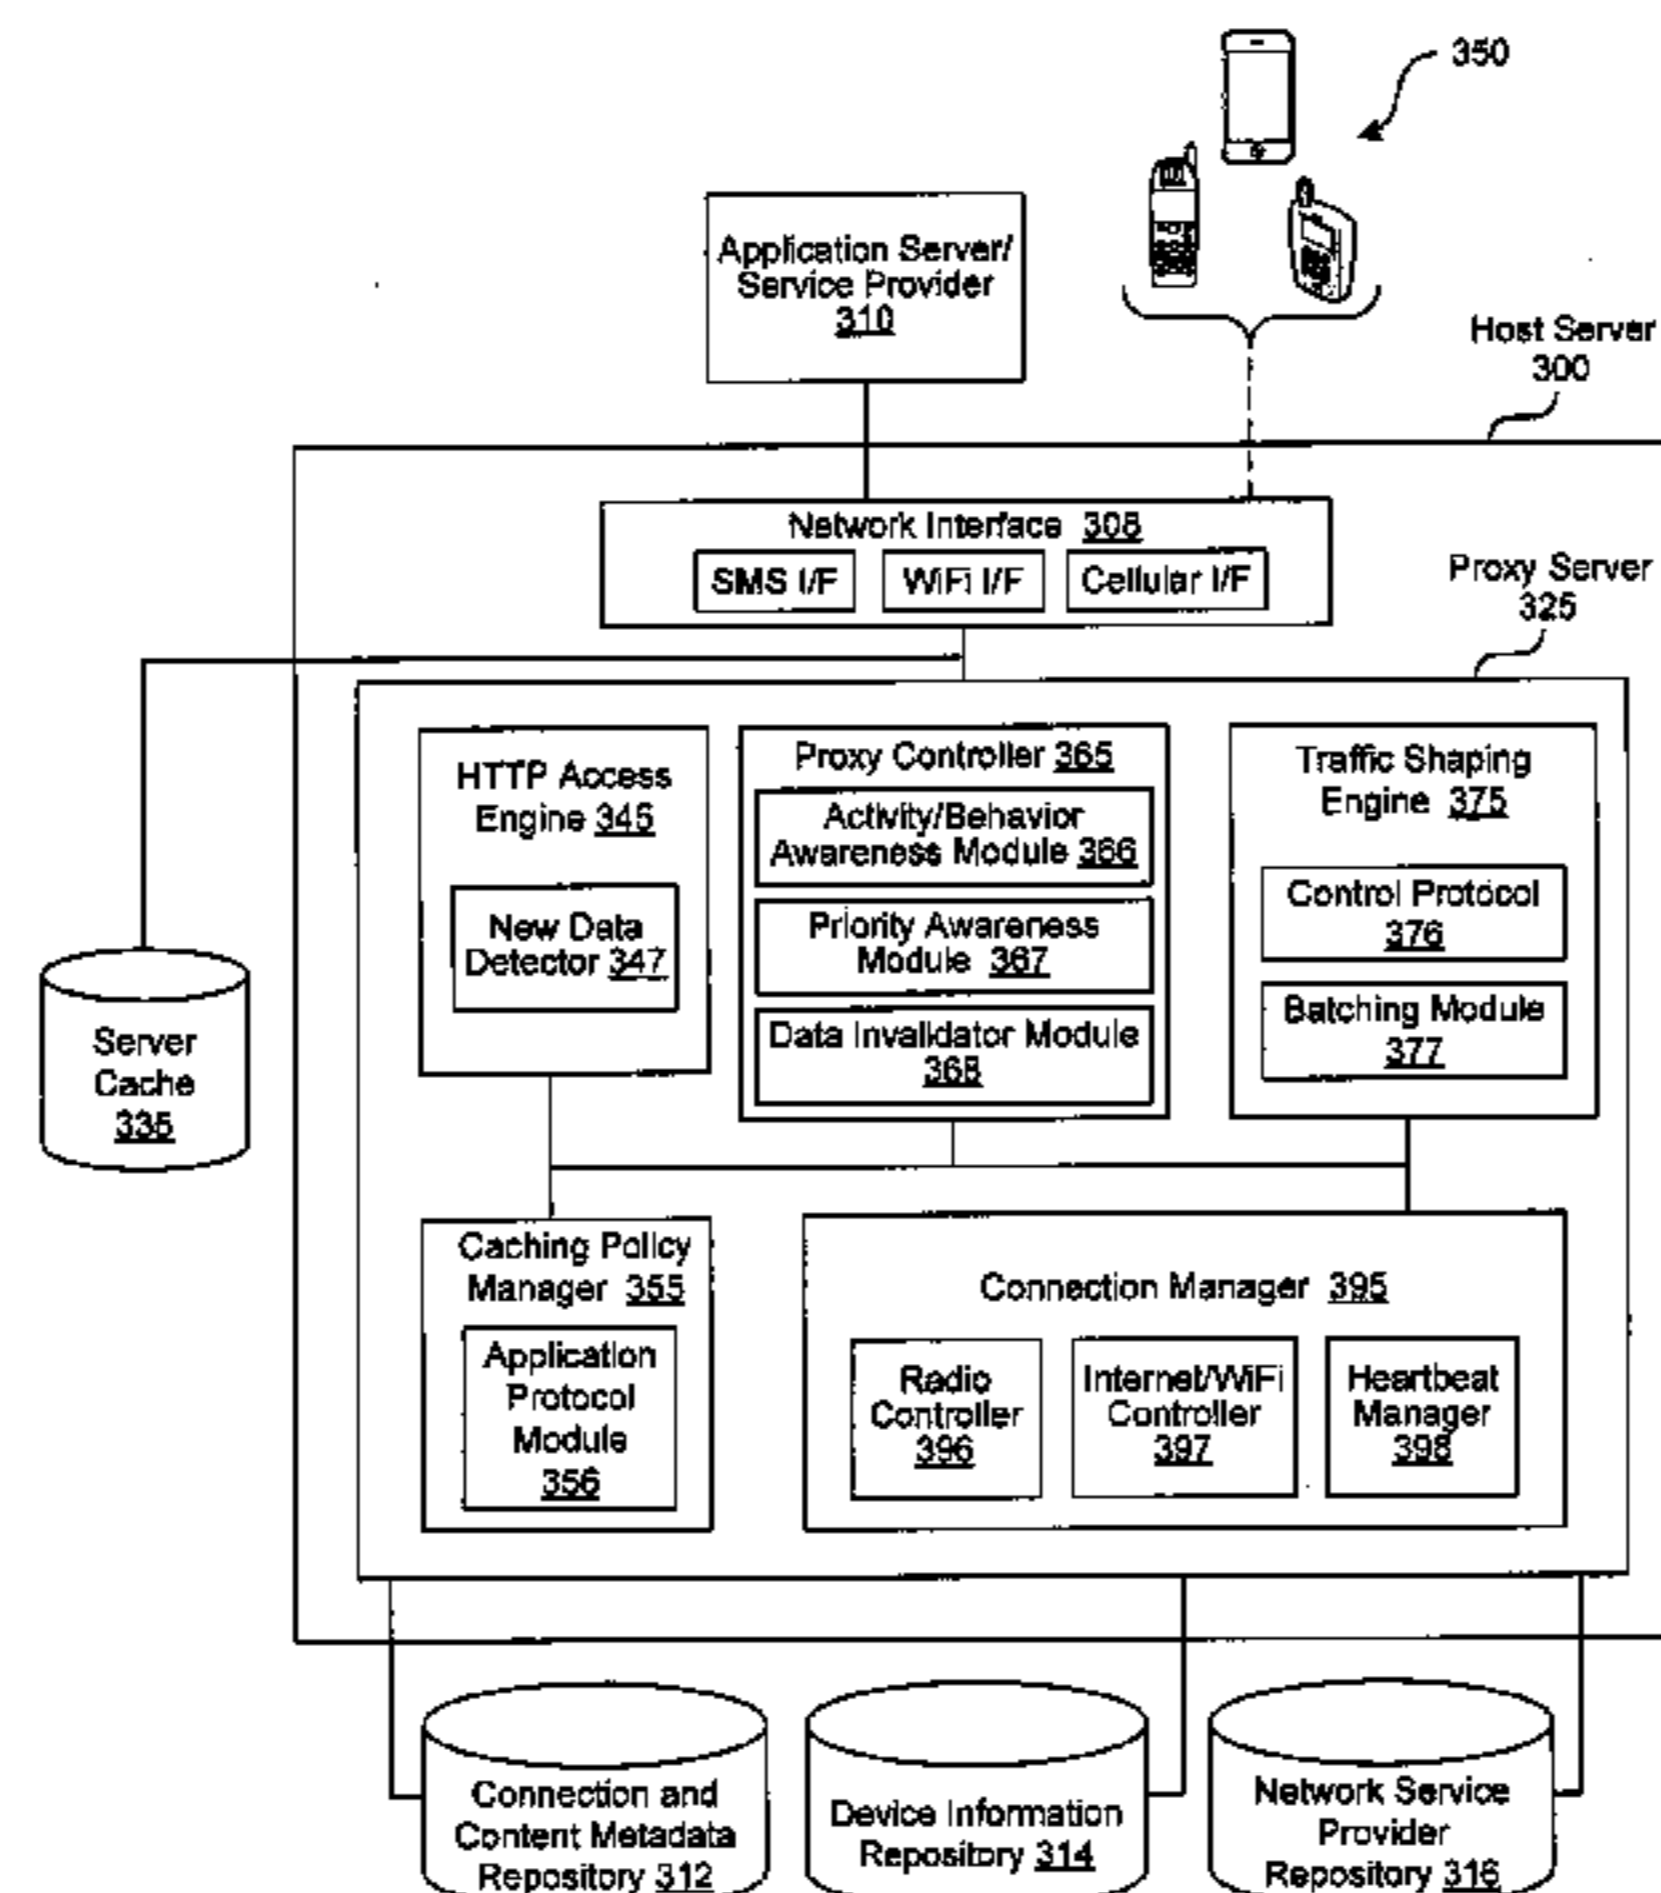 350
Application Server/
Service Provider
310
Host Server
300
Network Interface 308
SMS I/F
WiFi I/F
Cellular I/F
Proxy Server
325
HTTP Access
Engine 345
New Data
Detector 347
Proxy Controller 365
Activity/Behavior
Awareness Module 366
Priority Awareness
Module 367
Data Invalidator Module
368
Traffic Shaping
Engine 375
Control Protocol
376
Batching Module
377
Server
Cache
335
Caching Policy
Manager 355
Application
Protocol
Module
356
Connection Manager 395
Radio
Controller
396
Internet/WiFi
Controller
397
Heartbeat
Manager
398
Connection and
Content Metadata
Repository 312
Device Information
Repository 314
Network Service
Provider
Repository 316